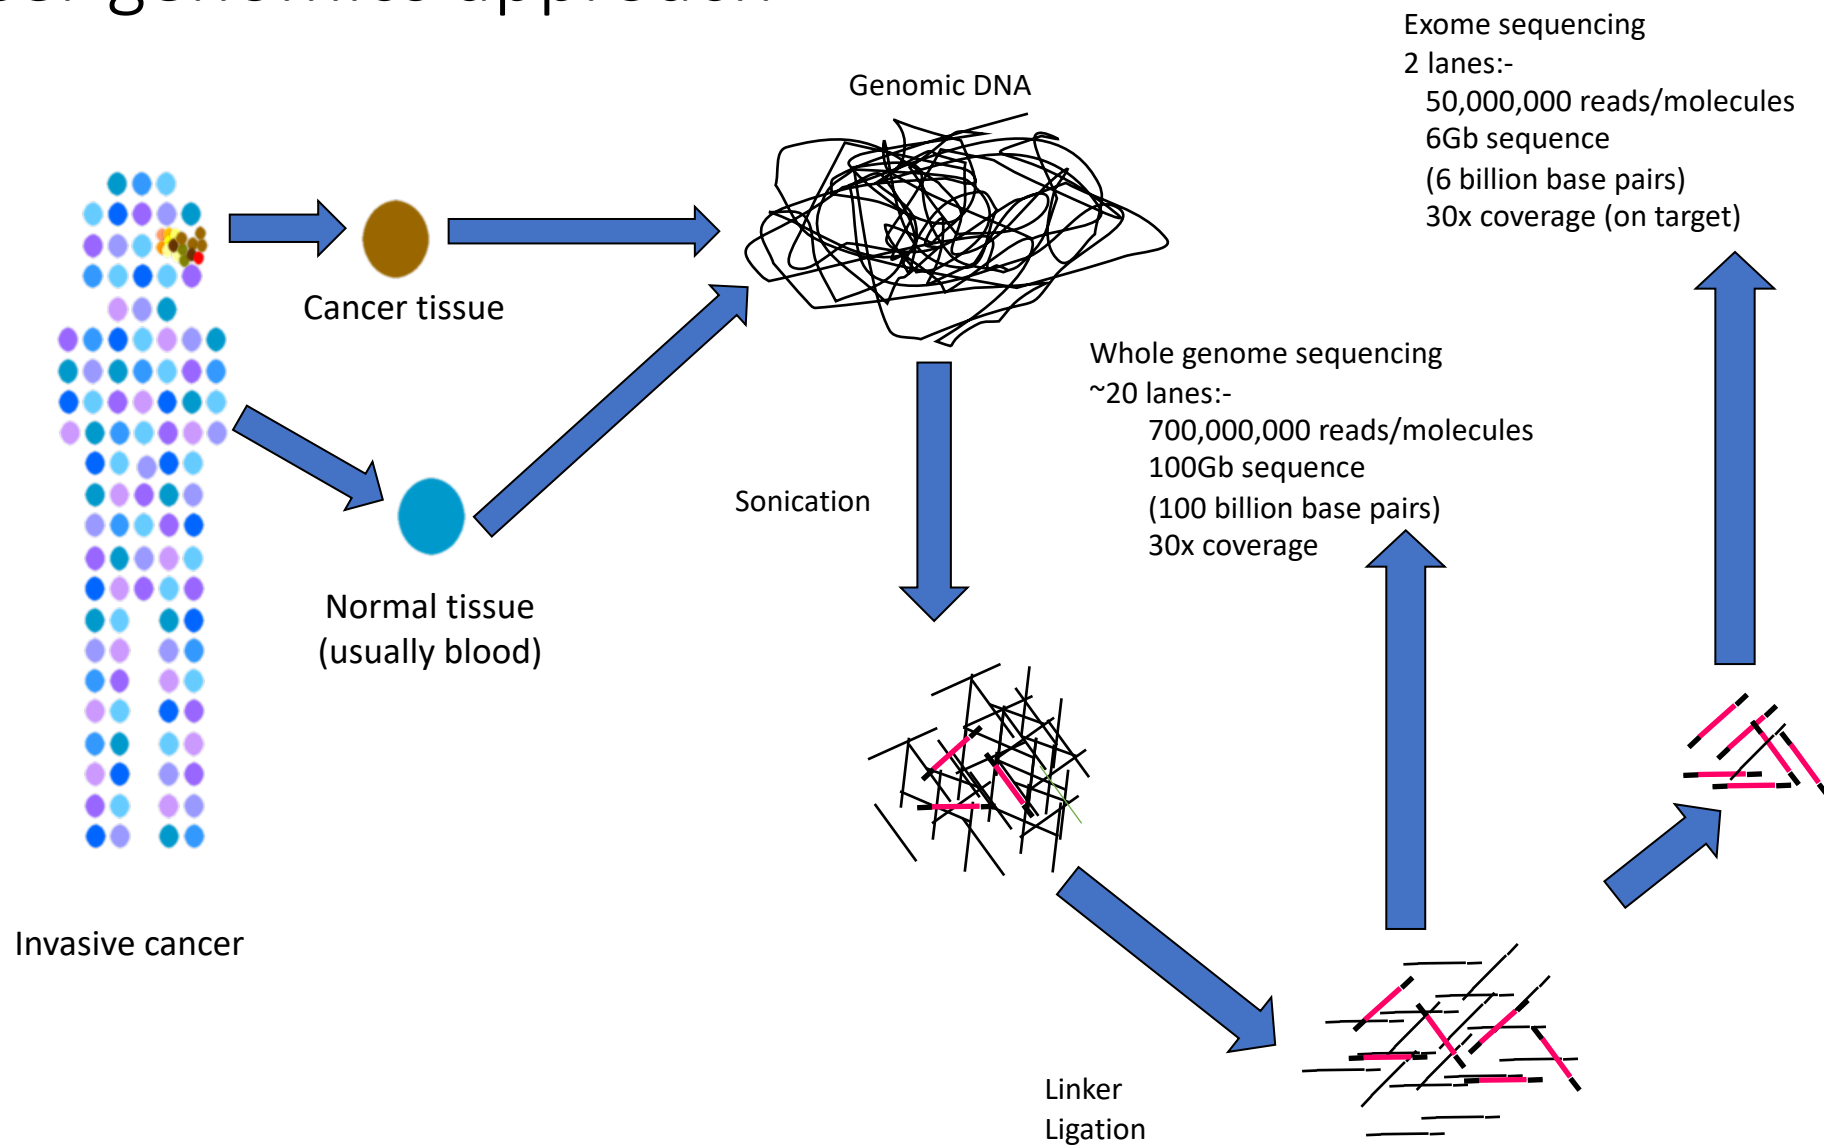 genomics approach
Genomic DNA
Exome sequencing
2 lanes:-
50,000,000 reads/molecules
6Gb sequence
(6 billion base pairs)
30x coverage (on target)
Cancer tissue
Whole genome sequencing
~20 lanes:-
700,000,000 reads/molecules
100Gb sequence
(100 billion base pairs)
30x coverage
Sonication
Normal tissue
(usually blood)
Invasive cancer
Linker
Ligation